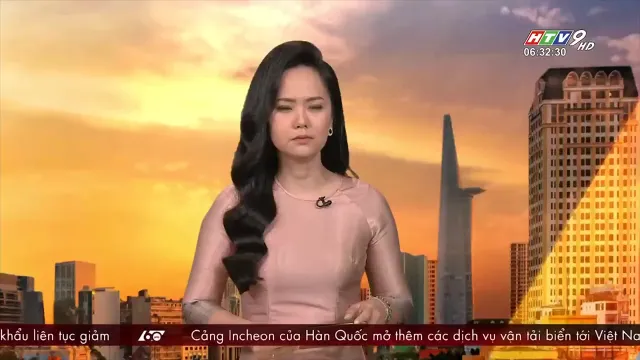 HTV9 HD
06:32:30
khẩu liên tục giảm 60 Cảng Incheon của Hàn Quốc mở thêm các dịch vụ vận tải biển tới Việt Na